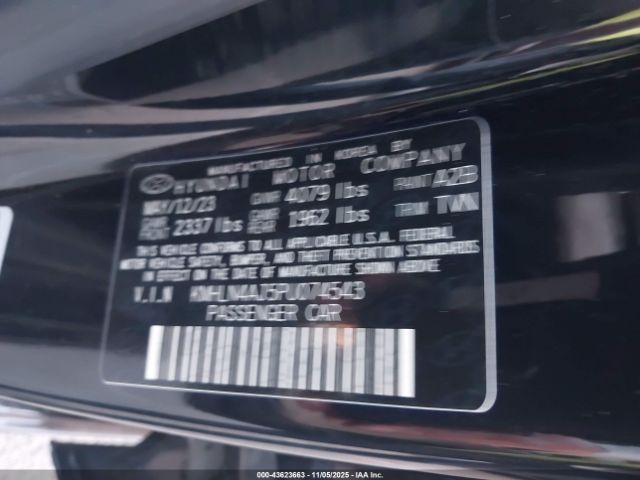 MANUFACTURED IN KOREA BY
HYUNDAI MOTOR COMPANY
MAY/12/23 GVWR 4079 lbs PAINT A2B
GAWR FRONT 2337 lbs GAWR REAR 1962 lbs TRIM TWN
THIS VEHICLE CONFORMS TO ALL APPLICABLE U.S.A. FEDERAL
MOTOR VEHICLE SAFETY, BUMPER, AND THEFT PREVENTION
STANDARDS IN EFFECT ON THE DATE OF MANUFACTURE SHOWN ABOVE
V.I.N KMHLN4AJ5PU074543
PASSENGER CAR
000-43623663 - 11/05/2025 - IAA Inc.